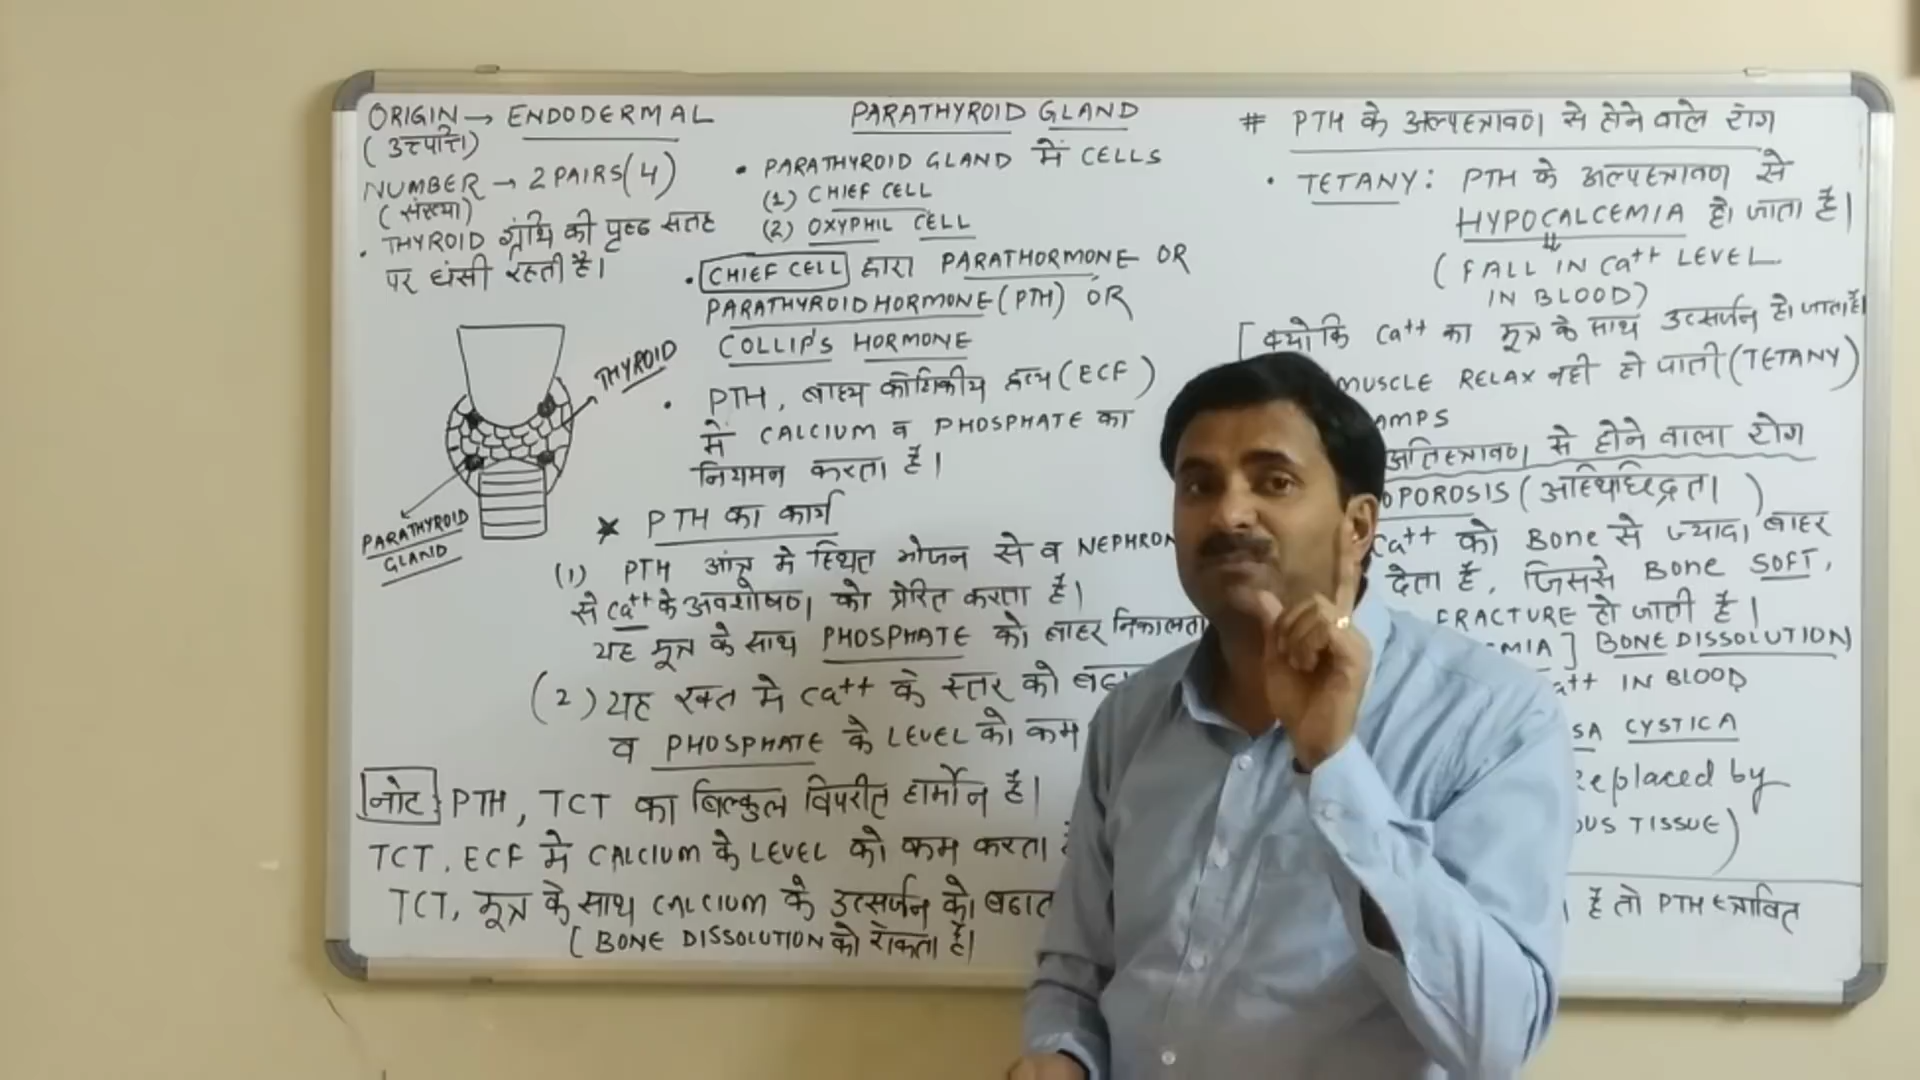 ORIGIN → ENDODERMAL
(उत्पत्ति)
NUMBER → 2 PAIRS(4)
(संख्या)
• THYROID ग्रंथि की पृष्ठ सतह
पर धंसी रहती है।
THYROID
PARATHYROID
GLAND
PARATHYROID GLAND
• PARATHYROID GLAND में CELLS
(1) CHIEF CELL
(2) OXYPHIL CELL
• CHIEF CELL द्वारा PARATHORMONE OR
PARATHYROID HORMONE (PTH) OR
COLLIP'S HORMONE
• PTH, बाह्य कोशिकीय द्रव्य (ECF)
में CALCIUM व PHOSPHATE का
नियमन करता है।
★ PTH का कार्य
(1) PTH आंत्र मे स्थित भोजन से व NEPHRON
से Ca++ के अवशोषण को प्रेरित करता है।
यह मूत्र के साथ PHOSPHATE को बाहर निकालता
(2) यह रक्त मे Ca++ के स्तर को
व PHOSPHATE के LEVEL को कम
नोट: PTH, TCT का बिल्कुल विपरीत हार्मोन है।
TCT, ECF मे CALCIUM के LEVEL को कम करता
TCT, मूत्र के साथ CALCIUM के उत्सर्जन को
[BONE DISSOLUTION को रोकता है।
# PTH के अल्पस्त्रावण से होने वाले रोग
• TETANY: PTH के अल्पस्त्रावण से
HYPOCALCEMIA हो जाता है।
(FALL IN Ca++ LEVEL
IN BLOOD)
[क्योकि Ca++ का मूत्र के साथ उत्सर्जन हो जाता है।
MUSCLE RELAX नही हो पाती (TETANY)
AMPS
अतिस्त्रावण से होने वाला रोग
OPOROSIS (अस्थिछिद्रता)
Ca++ को Bone से ज्यादा बाहर
देता है, जिससे Bone SOFT,
FRACTURE हो जाती है।
MIA] BONE DISSOLUTION)
a++ IN BLOOD
SA CYSTICA
Replaced by
OUS TISSUE)
है तो PTH स्त्रावित